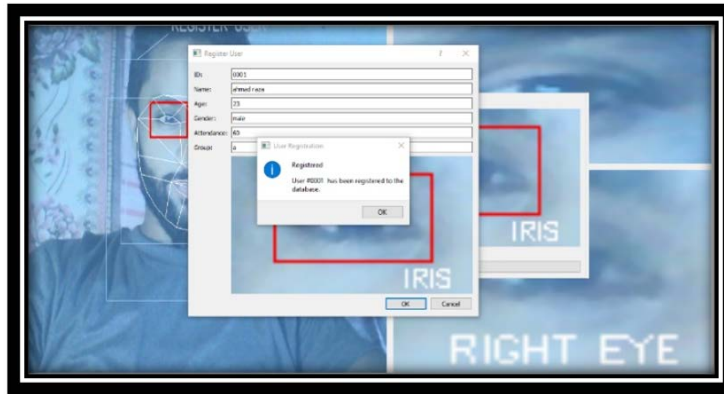 REGISTER USER
Register User
ID: 0001
Name: ahmad raza
Age: 23
Gender: male
Attendance: 60
Group: a
User Registration
Registered
User #0001 has been registered to the
database.
OK
IRIS
OK Cancel
IRIS
RIGHT EYE